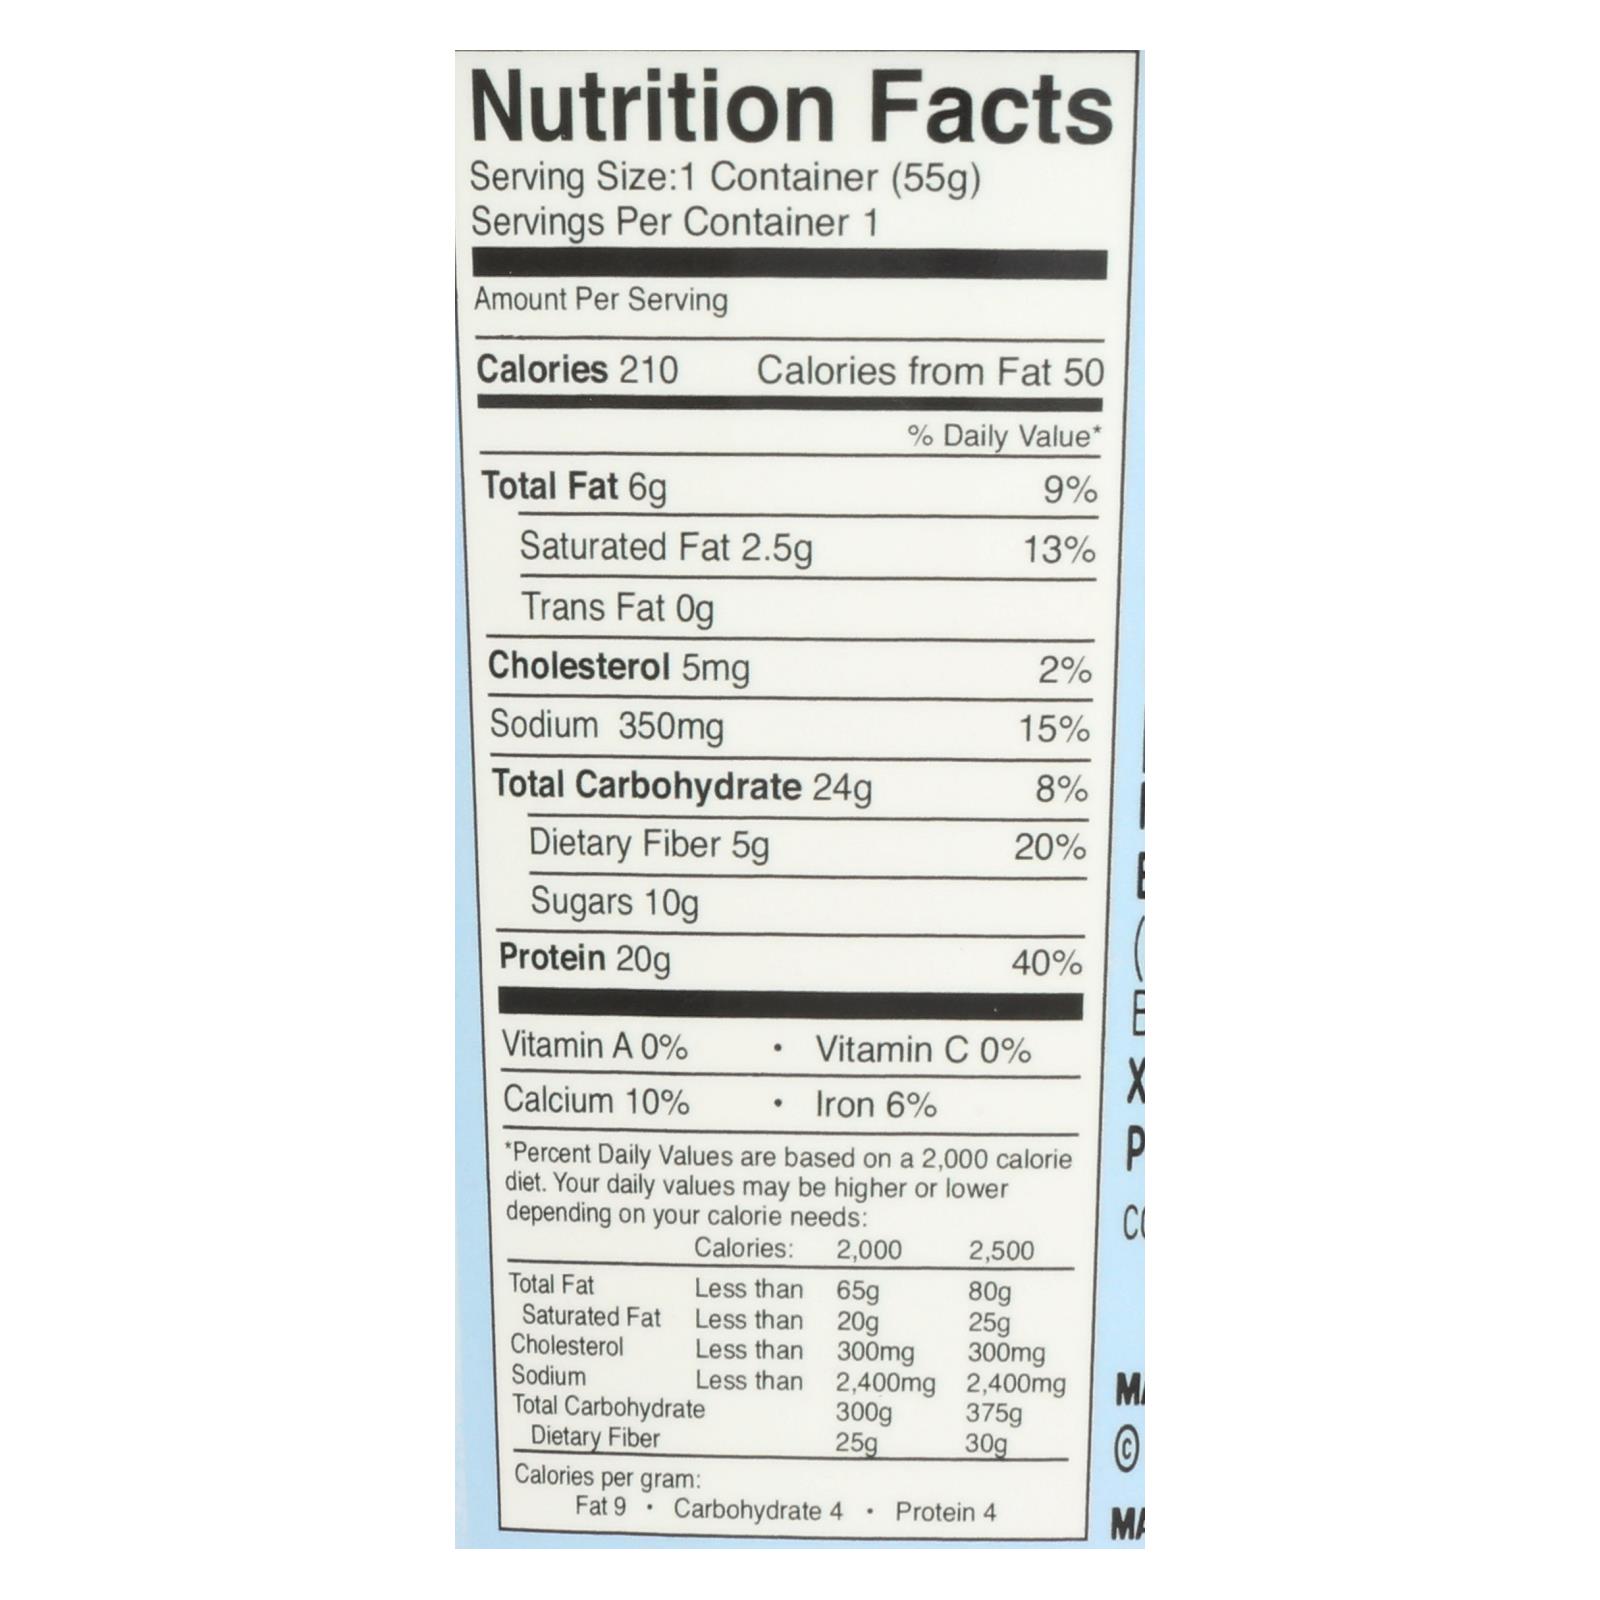 Nutrition Facts
Serving Size:1 Container (55g)
Servings Per Container 1
Amount Per Serving
Calories 210 Calories from Fat 50
% Daily Value*
Total Fat 6g 9%
Saturated Fat 2.5g 13%
Trans Fat 0g
Cholesterol 5mg 2%
Sodium 350mg 15%
Total Carbohydrate 24g 8%
Dietary Fiber 5g 20%
Sugars 10g
Protein 20g 40%
Vitamin A 0% • Vitamin C 0%
Calcium 10% • Iron 6%
*Percent Daily Values are based on a 2,000 calorie
diet. Your daily values may be higher or lower
depending on your calorie needs:
Calories: 2,000 2,500
Total Fat Less than 65g 80g
Saturated Fat Less than 20g 25g
Cholesterol Less than 300mg 300mg
Sodium Less than 2,400mg 2,400mg
Total Carbohydrate 300g 375g
Dietary Fiber 25g 30g
Calories per gram:
Fat 9 • Carbohydrate 4 • Protein 4